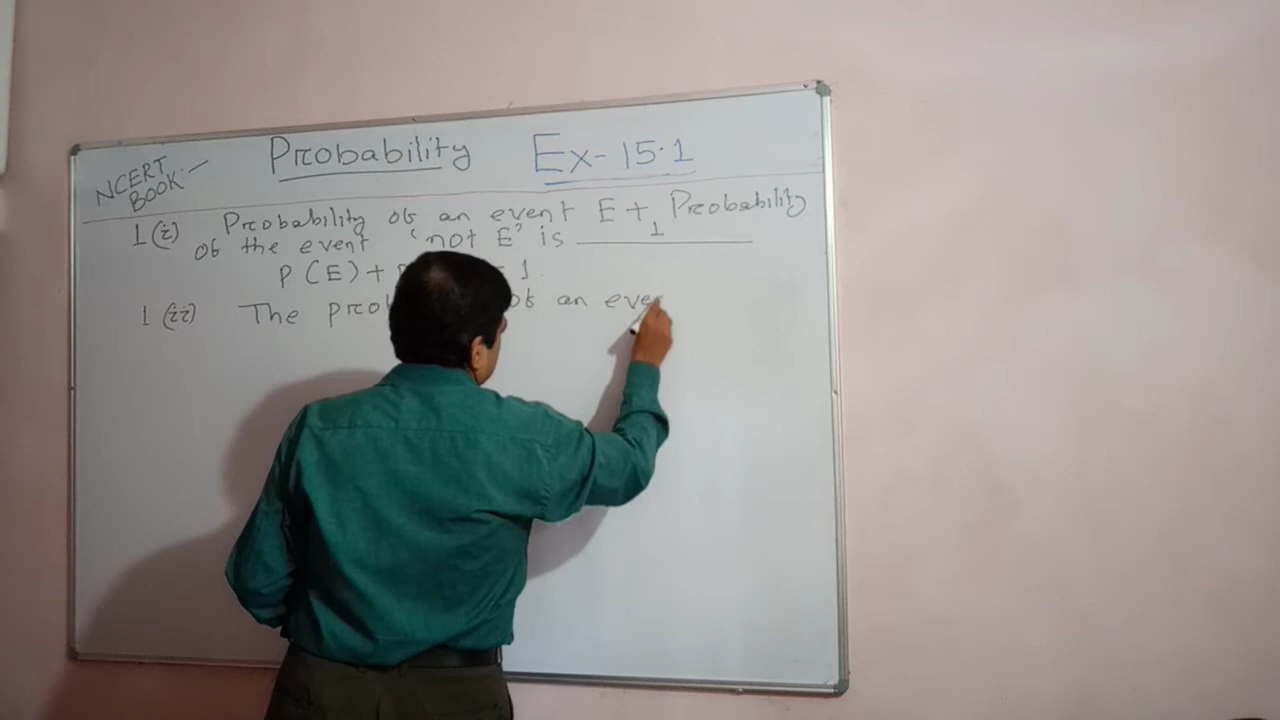 NCERT BOOK:-
Probability Ex-15.1
1(i) Probability of an event E + Probability
of the event 'not E' is 1
P(E) + 1.
1(ii) The of an eve